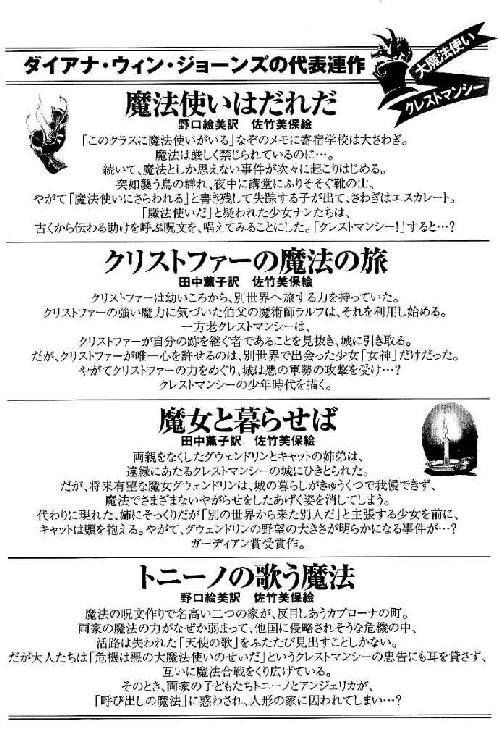 ダイアナ・ウィン・ジョーンズの代表連作
大魔法使い
クレストマンシー
魔法使いはだれだ
野口絵美訳 佐竹美保絵
「このクラスに魔法使いがいる」なぞのメモに寄宿学校は大さわぎ。
魔法は厳しく禁じられているのに…。
続いて、魔法としか思えない事件が次々に起こりはじめる。
突如襲う鳥の群れ、夜中に講堂にふりそそぐ靴の山、
やがて「魔法使いにさらわれる」と書き残して失踪する子が出て、さわぎはエスカレート。
「魔法使いだ」と疑われた少女ナンたちは、
古くから伝わる助けを呼ぶ呪文を、唱えてみることにした。「クレストマンシー!」すると…?
クリストファーの魔法の旅
田中薫子訳 佐竹美保絵
クリストファーは幼いころから、別世界へ旅する力を持っていた。
クリストファーの強い魔力に気づいた伯父の魔術師ラルフは、それを利用し始める。
一方老クレストマンシーは、
クリストファーが自分の跡を継ぐ者であることを見抜き、城に引き取る。
だが、クリストファーが唯一心を許せるのは、別世界で出会った少女「女神」だけだった。
やがてクリストファーの力をめぐり、城は悪の軍勢の攻撃を受け…?
クレストマンシーの少年時代を描く。
魔女と暮らせば
田中薫子訳 佐竹美保絵
両親をなくしたグウェンドリンとキャットの姉弟は、
遠縁にあたるクレストマンシーの城にひきとられた。
だが、将来有望な魔女グウェンドリンは、城の暮らしがきゅうくつで我慢できず、
魔法でさまざまないやがらせをしたあげく姿を消してしまう。
代わりに現れた、姉にそっくりだが「別の世界から来た別人だ」と主張する少女を前に、
キャットは頭を抱える。やがて、グウェンドリンの野望の大きさが明らかになる事件が…?
ガーディアン賞受賞作。
トニーノの歌う魔法
野口絵美訳 佐竹美保絵
魔法の呪文作りで名高い二つの家が、反目しあうカプローナの町。
両家の魔法の力がなぜか弱まって、他国に侵略されそうな危機の中、
活路は失われた「天使の歌」をふたたび見出すことしかない。
だが大人たちは「危機は悪の大魔法使いのせいだ」というクレストマンシーの忠告にも耳を貸さず、
互いに魔法合戦をくり広げている。
そのとき、両家の子どもたちトニーノとアンジェリカが、
「呼び出しの魔法」に惑わされ、人形の家に囚われてしまい…?